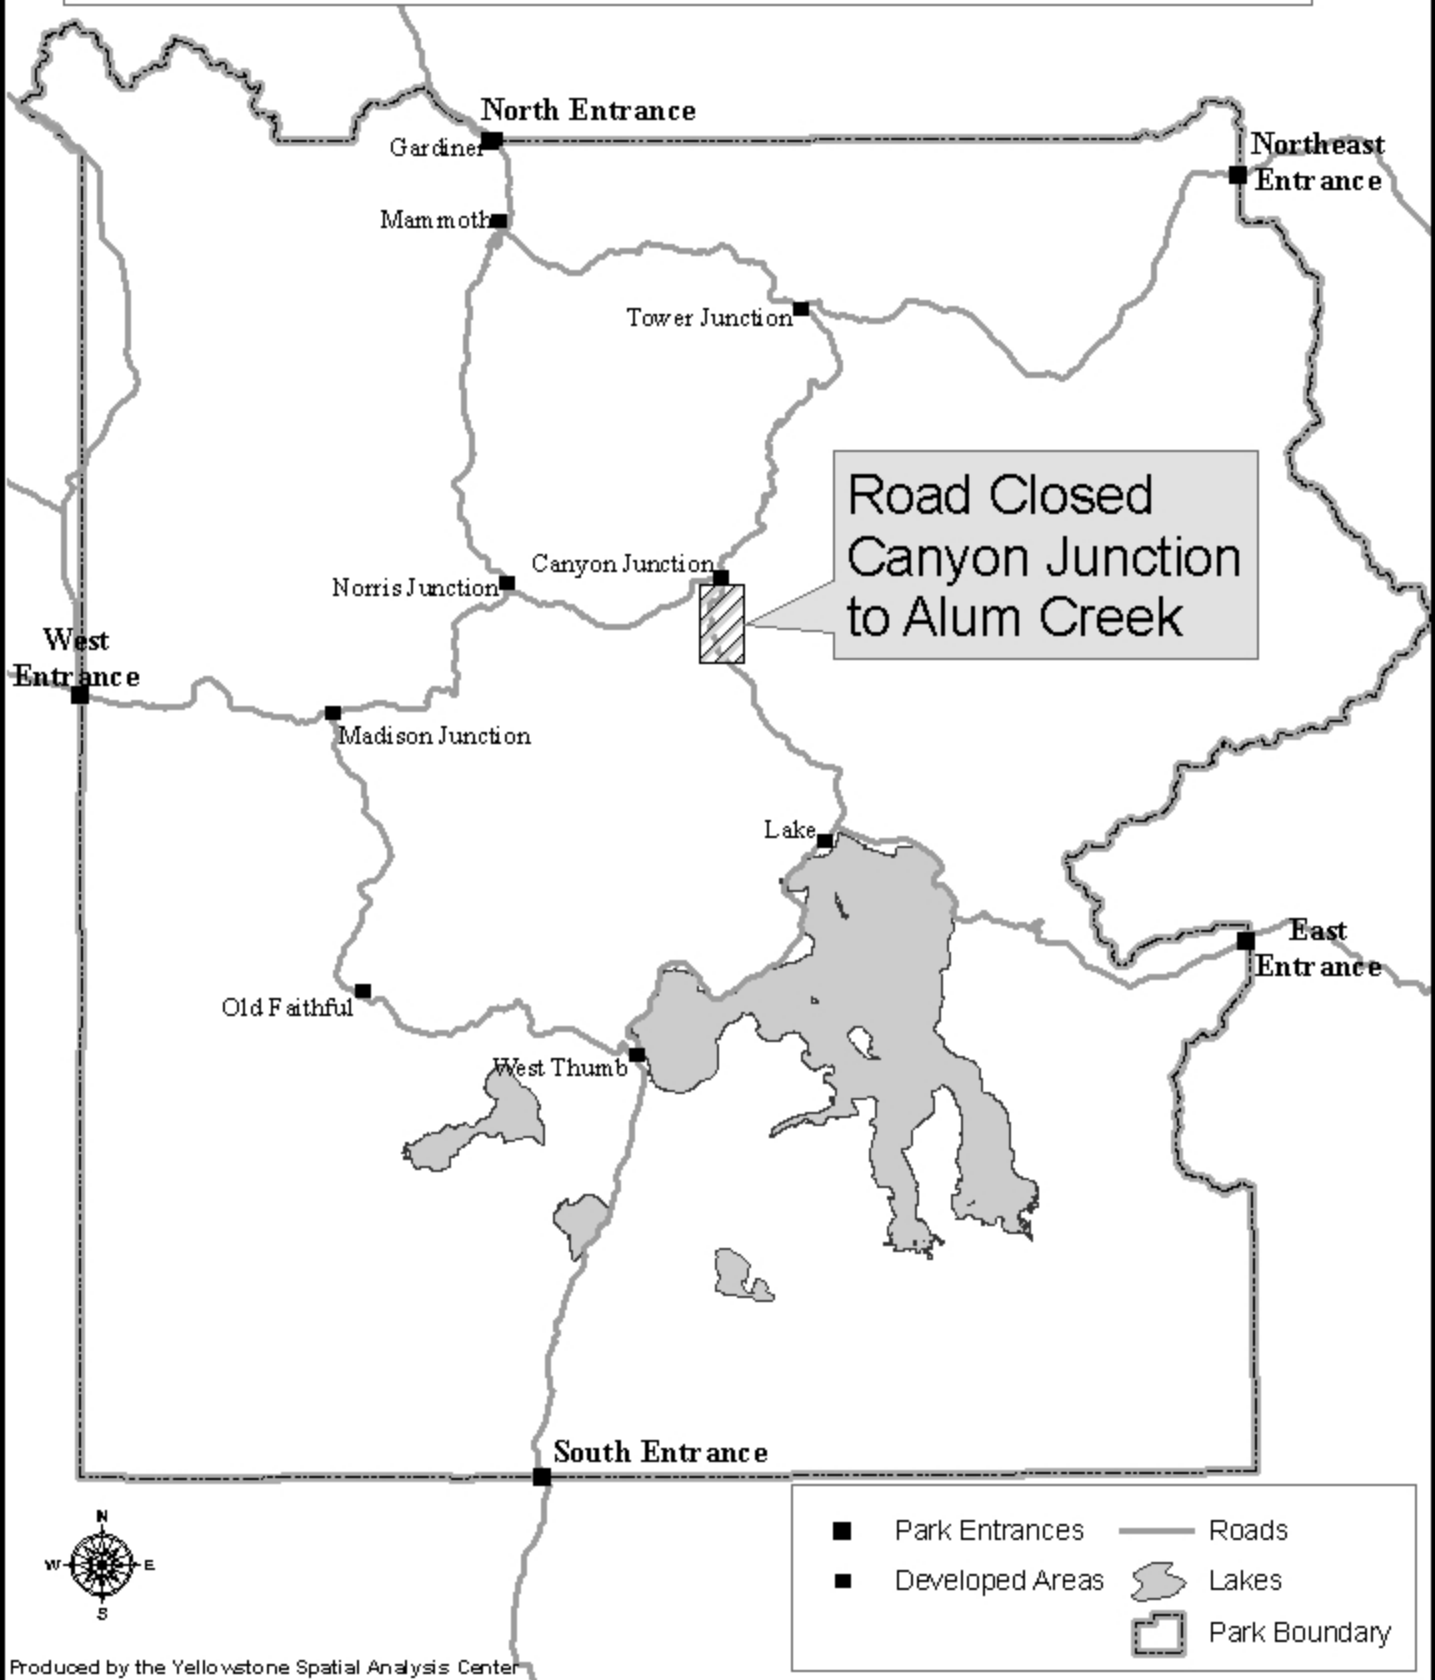 North Entrance
Gardiner
Northeast
Entrance
Mammoth
Tower Junction
Road Closed
Canyon Junction
to Alum Creek
Canyon Junction
Norris Junction
West
Entrance
Madison Junction
Lake
East
Entrance
Old Faithful
West Thumb
South Entrance
N
W E
S
Park Entrances
Roads
Developed Areas
Lakes
Park Boundary
Produced by the Yellowstone Spatial Analysis Center